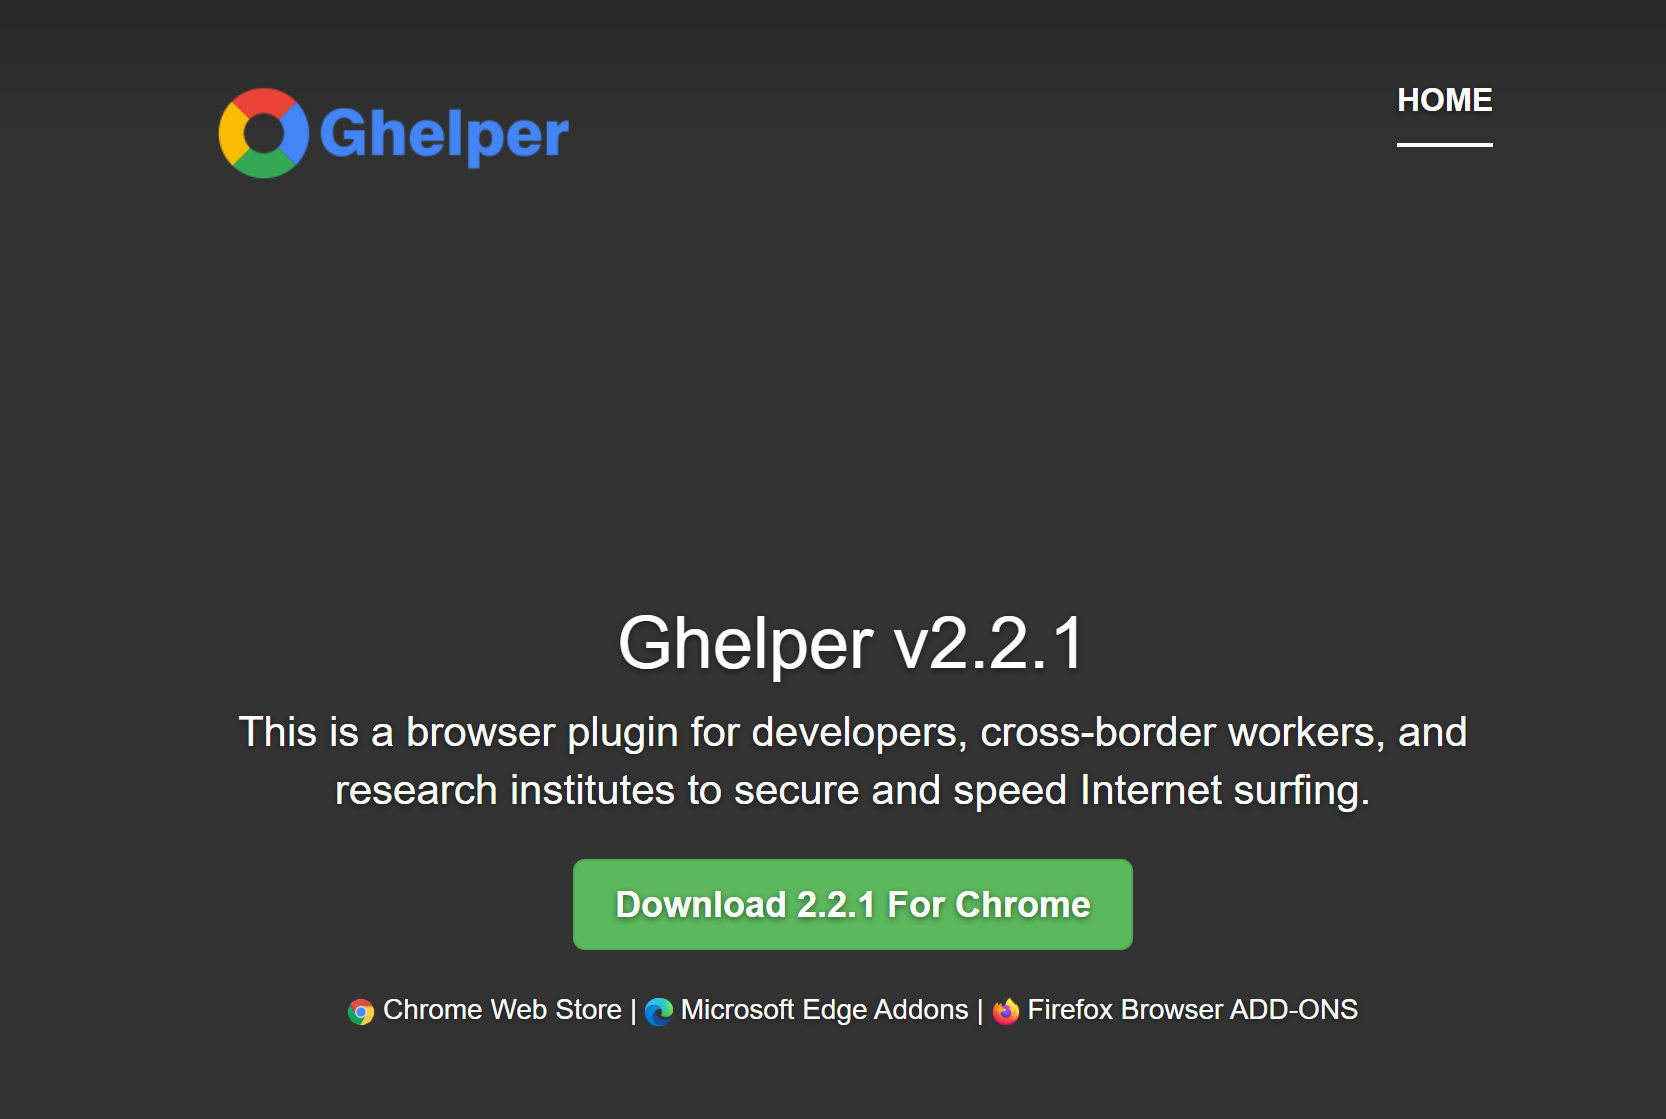 Ghelper
HOME
Ghelper v2.2.1
This is a browser plugin for developers, cross-border workers, and
research institutes to secure and speed Internet surfing.
Download 2.2.1 For Chrome
Chrome Web Store | Microsoft Edge Addons | Firefox Browser ADD-ONS